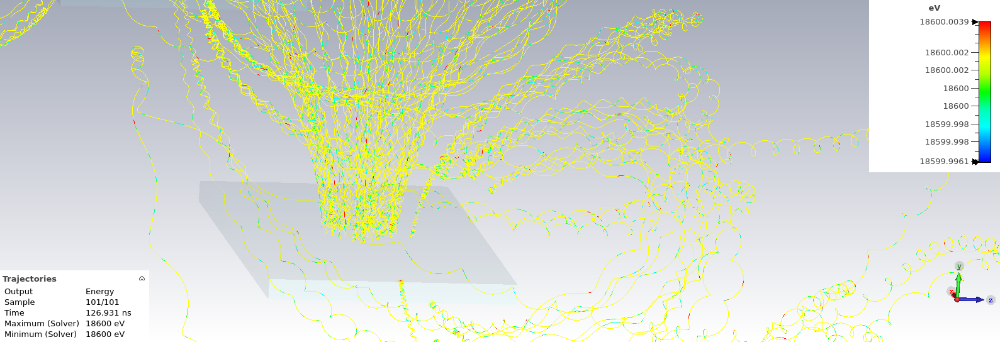 eV
18600.0039
18600.002
18600.002
18600
18600
18599.998
18599.998
18599.9961
Trajectories
Output Energy
Sample 101/101
Time 126.931 ns
Maximum (Solver) 18600 eV
Minimum (Solver) 18600 eV
y
x
z